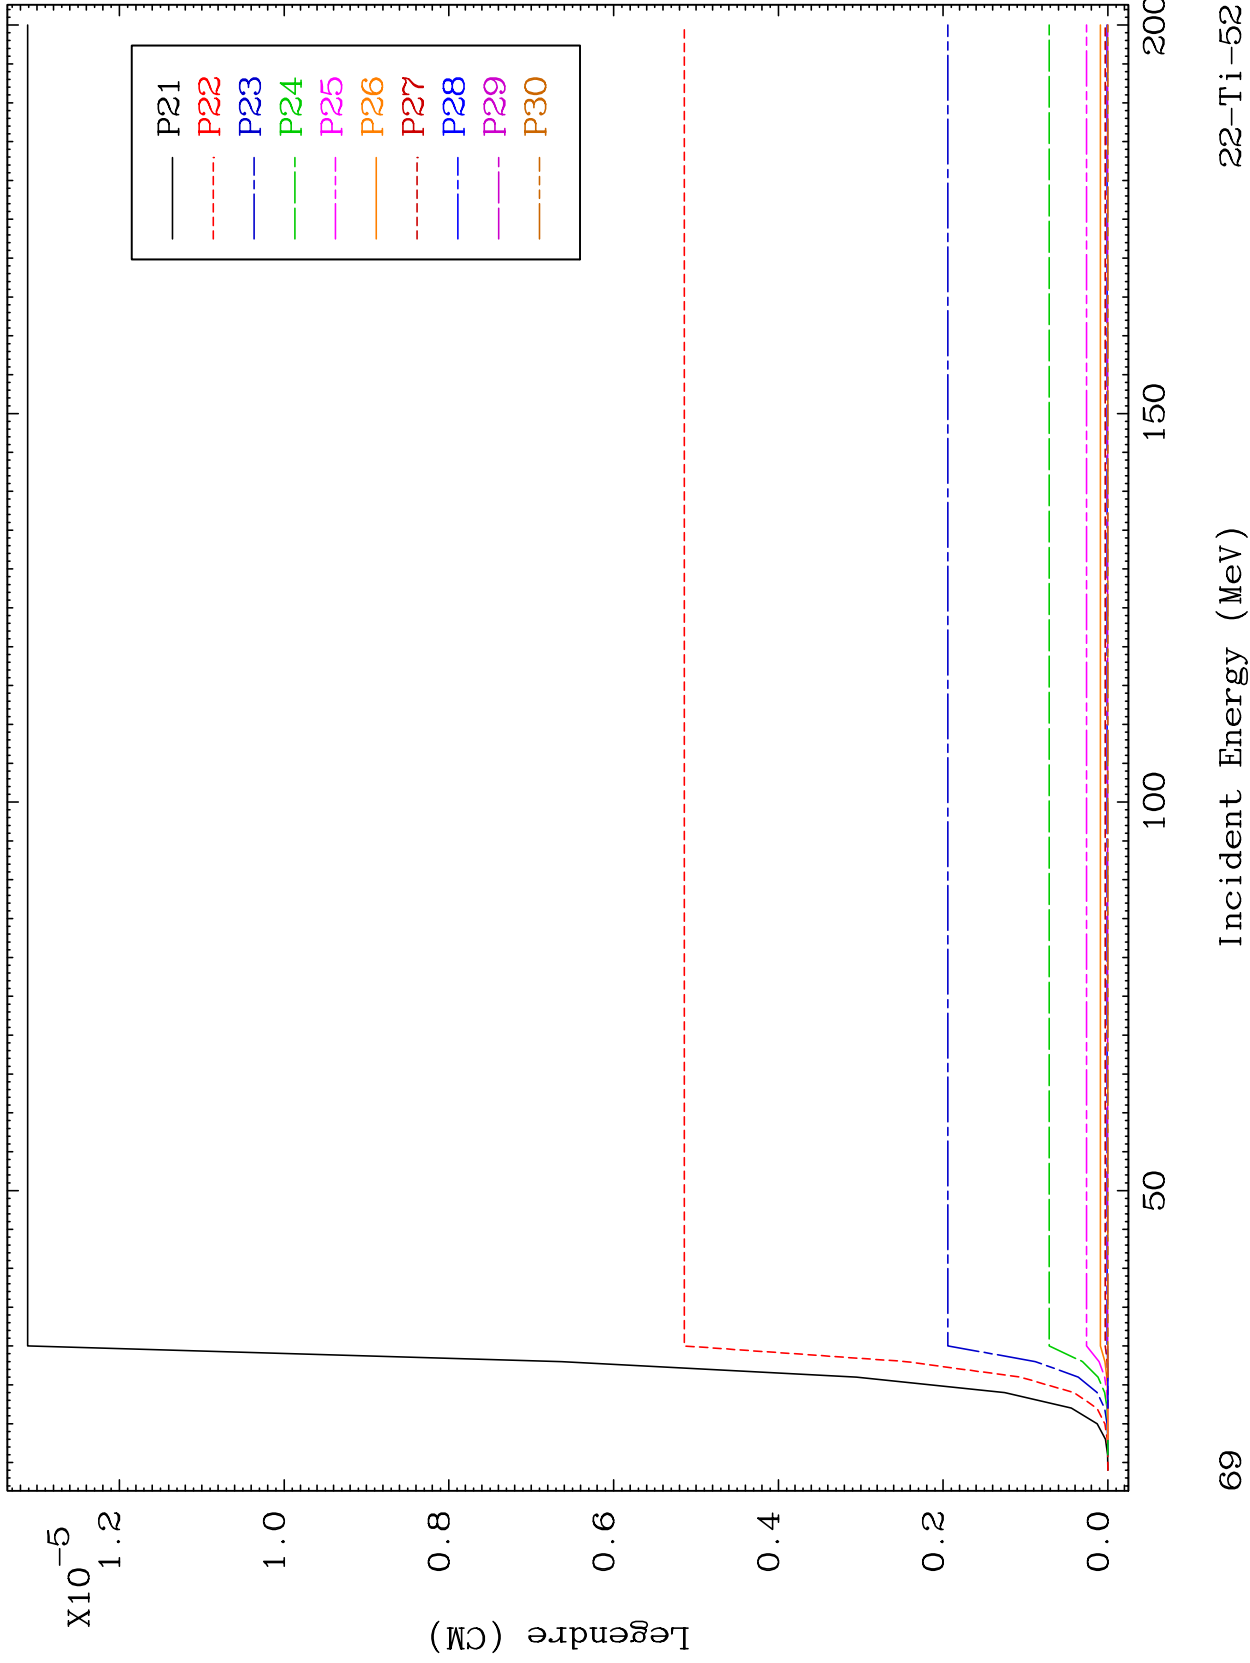 X10-5
1.2
1.0
0.8
0.6
0.4
0.2
0.0
Legendre (CM)
P21
P22
P23
P24
P25
P26
P27
P28
P29
P30
50
100
150
200
Incident Energy (MeV)
69
22-Ti-52